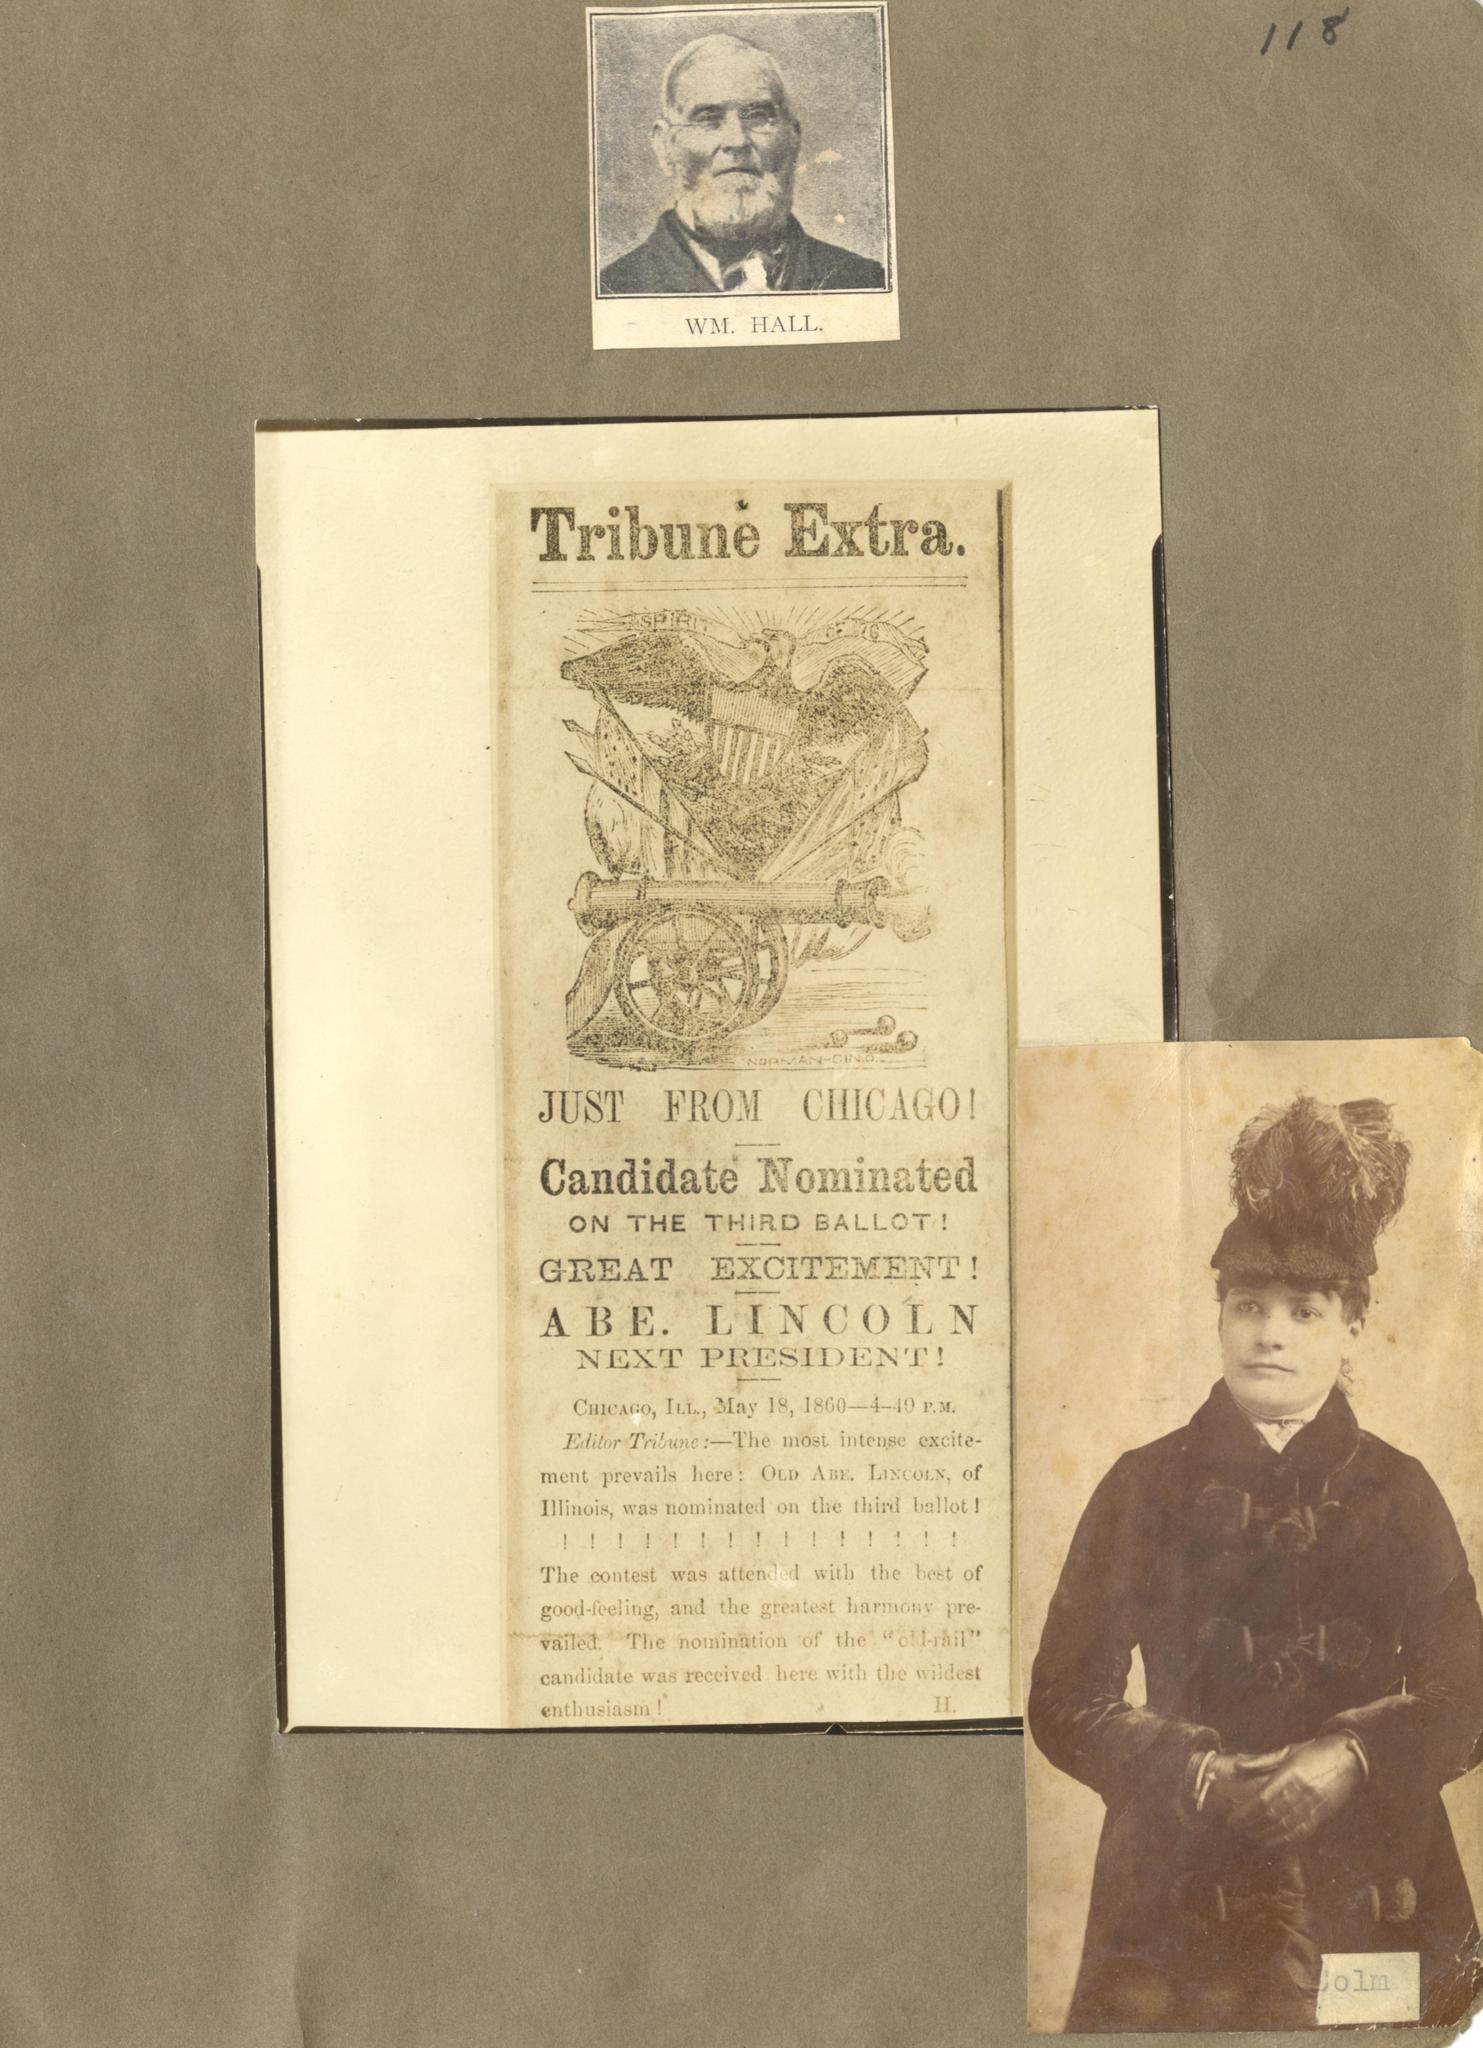 118
WM. HALL.
Tribune Extra.
SPIRIT OF '76
NORMAN-CIN.O.
JUST FROM CHICAGO!
Candidate Nominated
ON THE THIRD BALLOT!
GREAT EXCITEMENT!
ABE. LINCOLN
NEXT PRESIDENT!
CHICAGO, ILL., May 18, 1860—4-40 P.M.
Editor Tribune:—The most intense excite-
ment prevails here: OLD ABE. LINCOLN, of
Illinois, was nominated on the third ballot!
! ! ! ! ! ! ! ! ! ! ! ! ! ! !
The contest was attended with the best of
good-feeling, and the greatest harmony pre-
vailed. The nomination of the "old-rail"
candidate was received here with the wildest
enthusiasm! H.
Colm